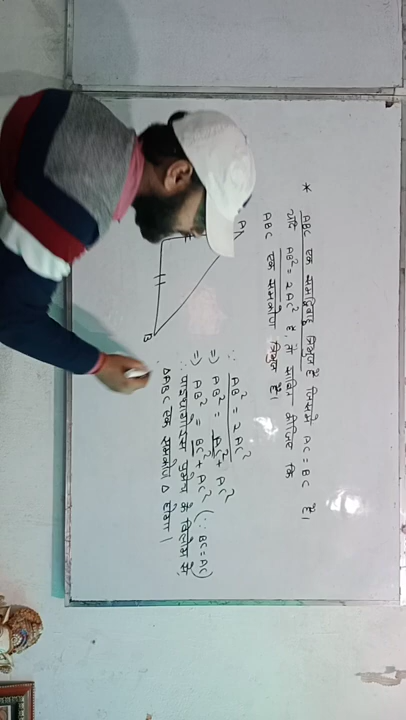 * ABC एक समद्विबाहु त्रिभुज है जिसमें AC = BC है।
यदि AB² = 2AC² है, तो साबित कीजिए कि
ABC एक समकोण त्रिभुज है।
A
B
∵ AB² = 2AC²
⇒ AB² = AC² + AC²
⇒ AB² = BC² + AC² (∵ BC = AC)
∴ पाइथागोरस प्रमेय के विलोम से,
ΔABC एक समकोण Δ होगा।